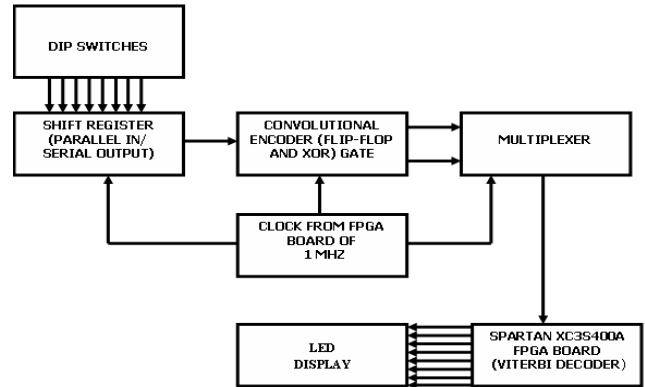 DIP SWITCHES
SHIFT REGISTER
(PARALLEL IN/
SERIAL OUTPUT)
CONVOLUTIONAL
ENCODER (FLIP-FLOP
AND XOR) GATE
MULTIPLEXER
CLOCK FROM FPGA
BOARD OF
1 MHZ
LED
DISPLAY
SPARTAN XC3S400A
FPGA BOARD
(VITERBI DECODER)